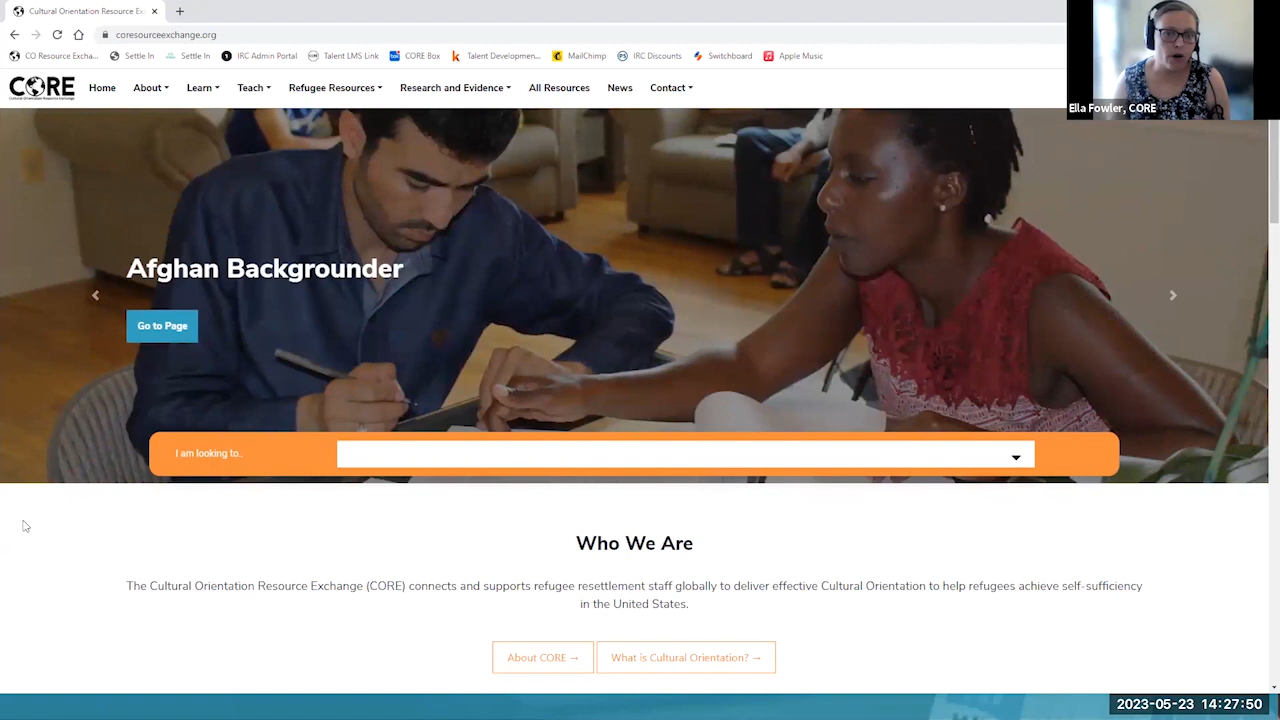 Cultural Orientation Resource Ex
coresourceexchange.org
CO Resource Excha...
Settle In
Settle In
IRC Admin Portal
Talent LMS Link
CORE Box
Talent Developmen...
MailChimp
IRC Discounts
Switchboard
Apple Music
CORE
Cultural Orientation Resource Exchange
Home
About
Learn
Teach
Refugee Resources
Research and Evidence
All Resources
News
Contact
Ella Fowler, CORE
Afghan Backgrounder
Go to Page
I am looking to..
Who We Are
The Cultural Orientation Resource Exchange (CORE) connects and supports refugee resettlement staff globally to deliver effective Cultural Orientation to help refugees achieve self-sufficiency
in the United States.
About CORE →
What is Cultural Orientation? →
2023-05-23 14:27:50